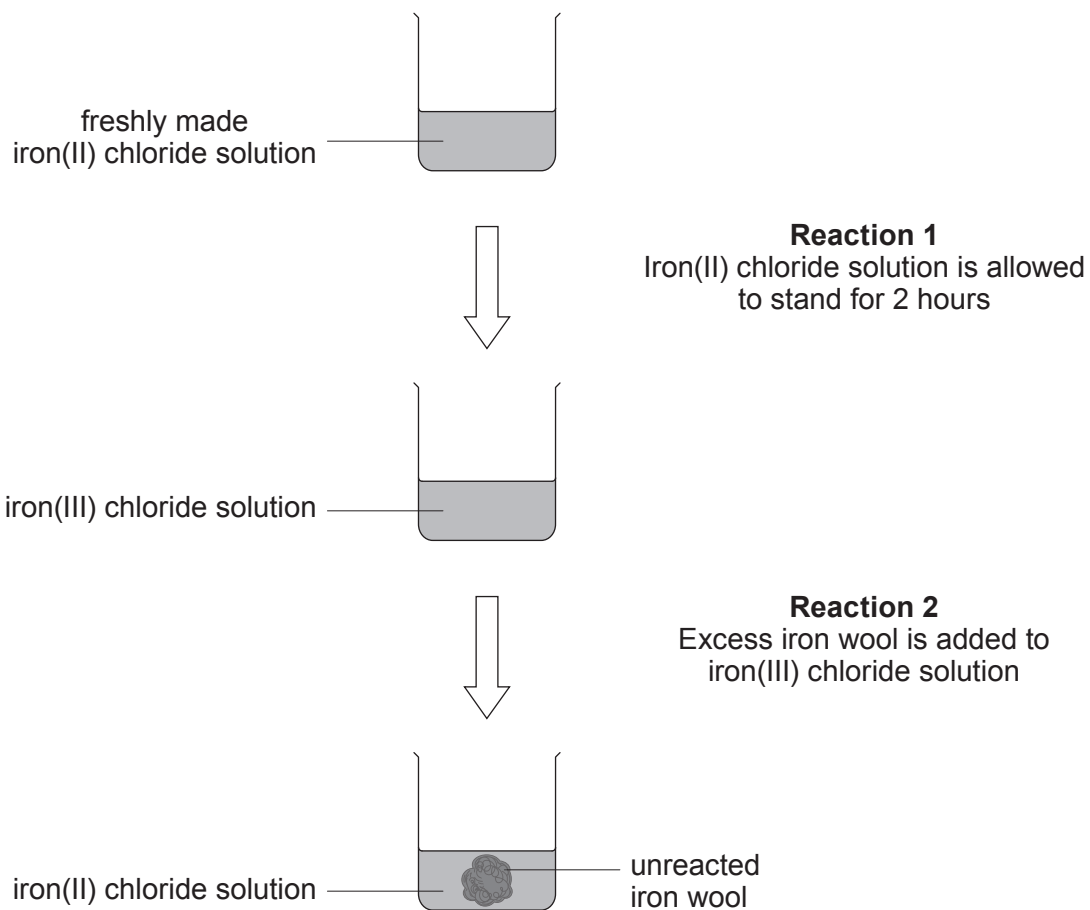 freshly made
iron(II) chloride solution
Reaction 1
Iron(II) chloride solution is allowed
to stand for 2 hours
iron(III) chloride solution
Reaction 2
Excess iron wool is added to
iron(III) chloride solution
iron(II) chloride solution
unreacted
iron wool